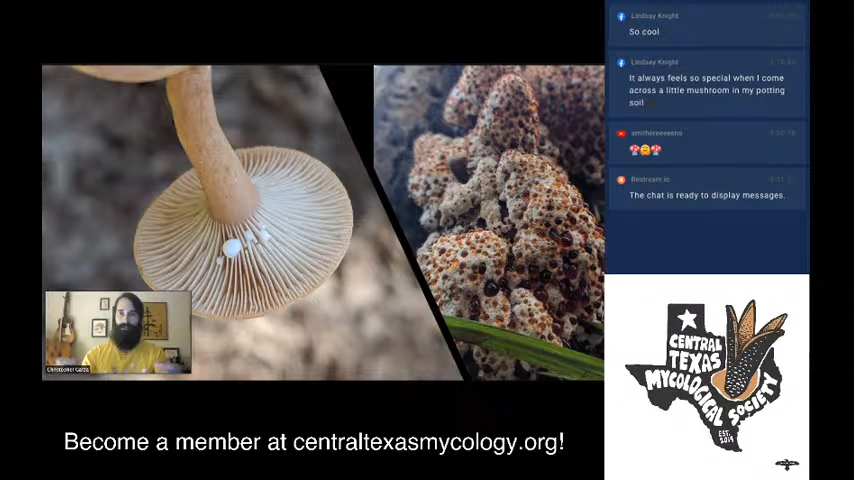 Lindsay Knight
So cool
Lindsay Knight
It always feels so special when I come
across a little mushroom in my potting
soil
smithereeneens
Restream.io
The chat is ready to display messages.
CENTRAL
TEXAS
MYCOLOGICAL SOCIETY
EST.
2019
Become a member at centraltexasmycology.org!